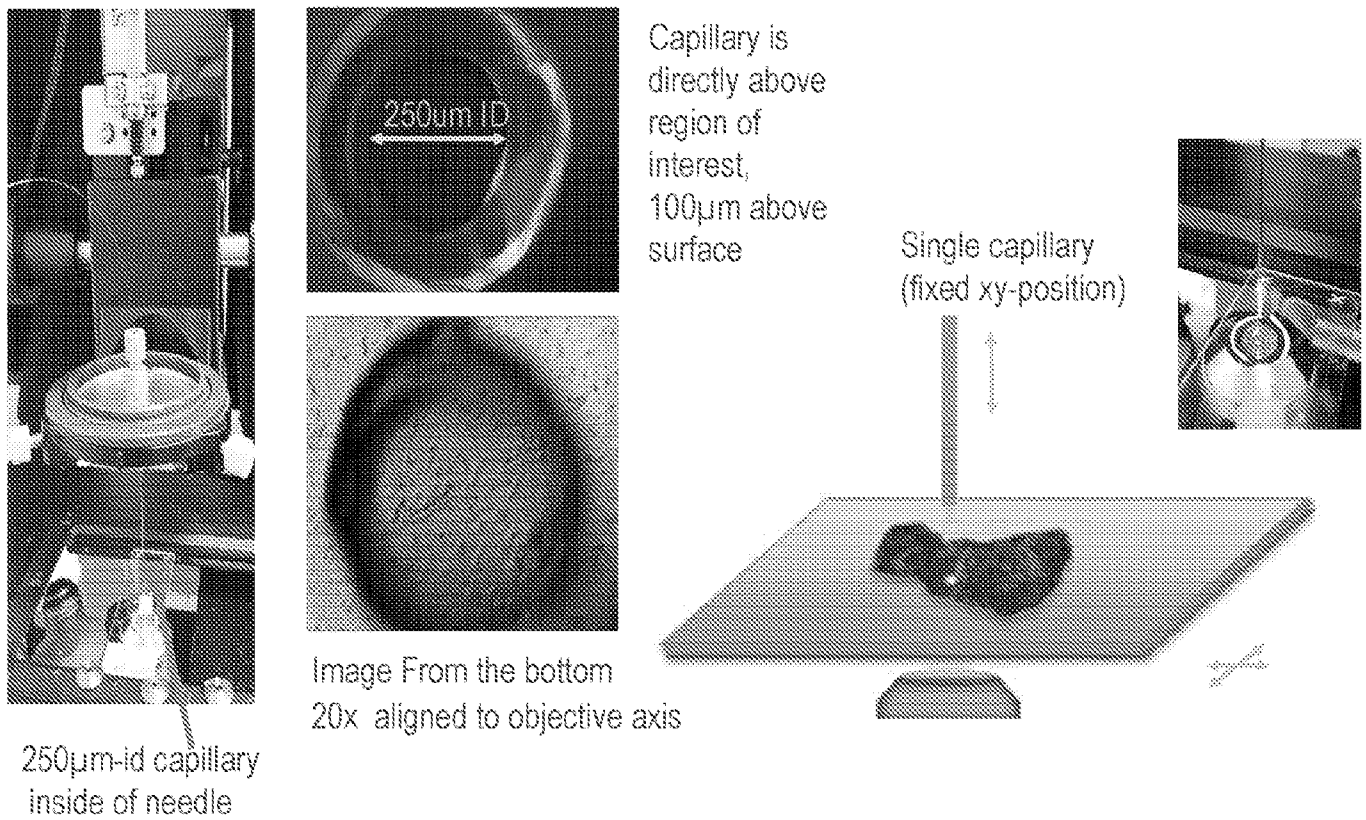 250um ID
Capillary is
directly above
region of
interest,
100µm above
surface
Single capillary
(fixed xy-position)
Image From the bottom
20x  aligned to objective axis
250µm-id capillary
inside of needle